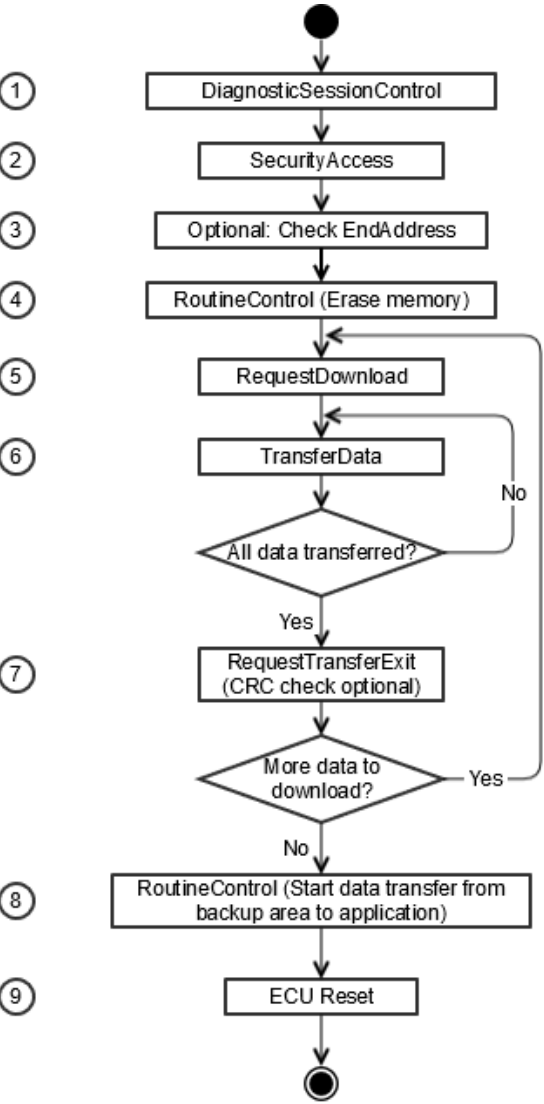 1
DiagnosticSessionControl
2
SecurityAccess
3
Optional: Check EndAddress
4
RoutineControl (Erase memory)
5
RequestDownload
6
TransferData
No
All data transferred?
Yes
7
RequestTransferExit
(CRC check optional)
More data to
download?
Yes
No
8
RoutineControl (Start data transfer from
backup area to application)
9
ECU Reset